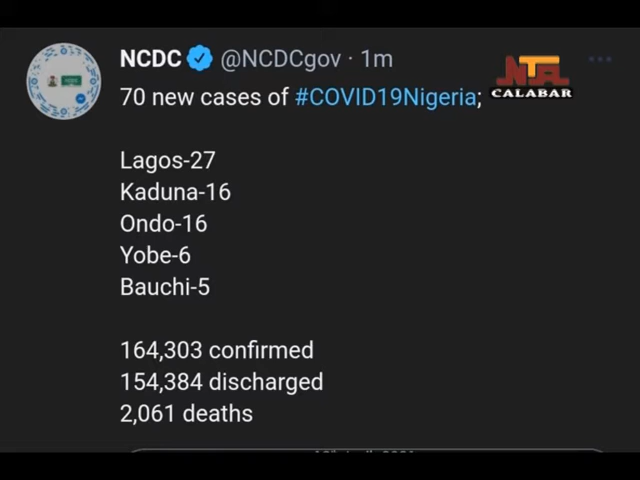 NCDC @NCDCgov · 1m
NTA
CALABAR
70 new cases of #COVID19Nigeria;
Lagos-27
Kaduna-16
Ondo-16
Yobe-6
Bauchi-5
164,303 confirmed
154,384 discharged
2,061 deaths